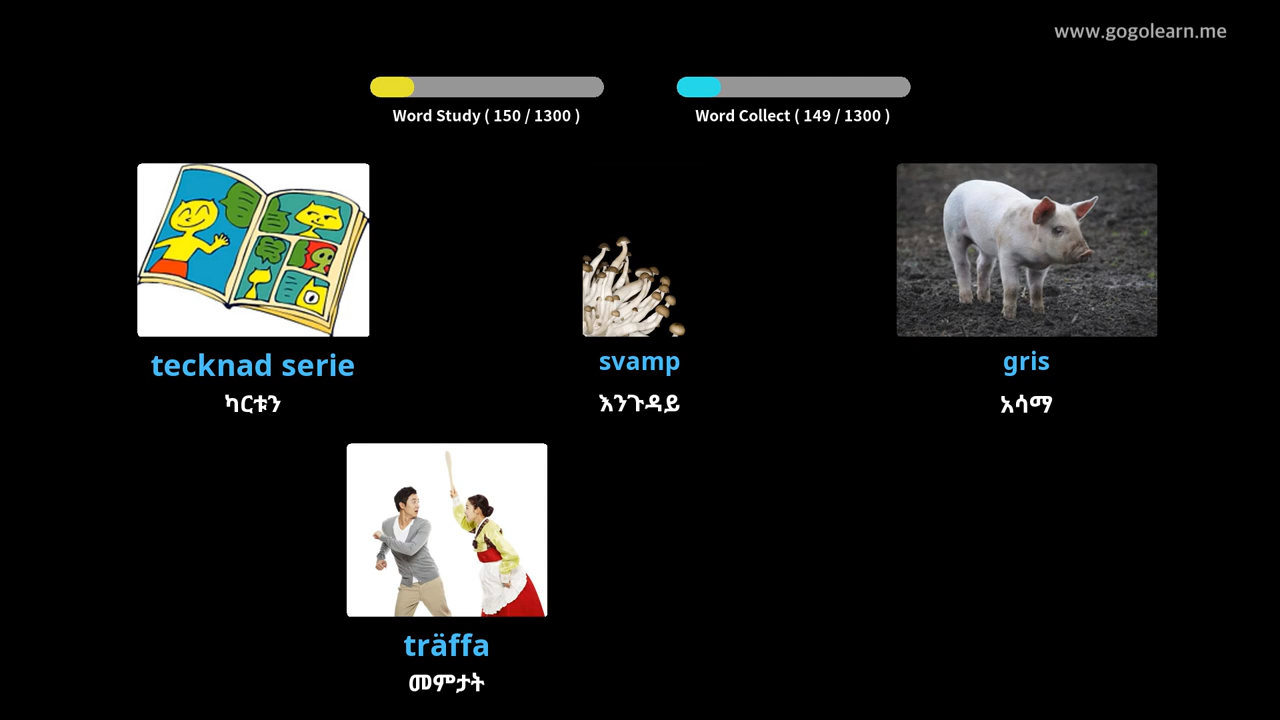 www.gogolearn.me
Word Study ( 150 / 1300 )
Word Collect ( 149 / 1300 )
tecknad serie
ካርቱን
svamp
እንጉዳይ
gris
አሳማ
träffa
መምታት